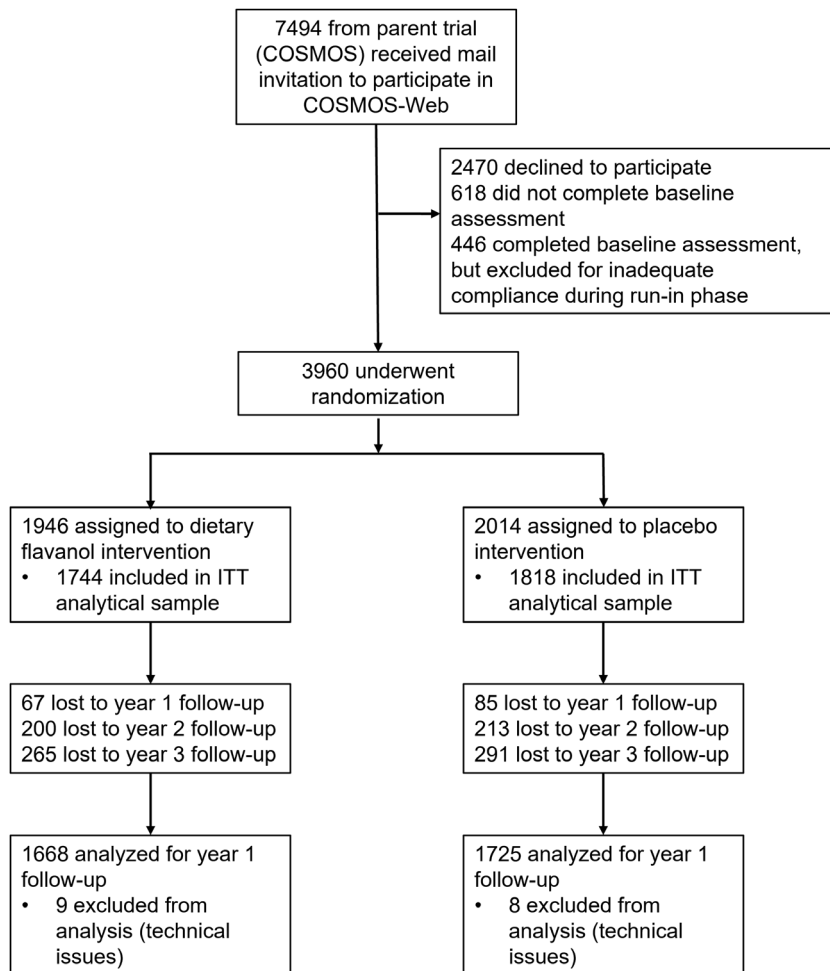 7494 from parent trial
(COSMOS) received mail
invitation to participate in
COSMOS-Web
2470 declined to participate
618 did not complete baseline
assessment
446 completed baseline assessment,
but excluded for inadequate
compliance during run-in phase
3960 underwent
randomization
1946 assigned to dietary
flavanol intervention
• 1744 included in ITT
analytical sample
2014 assigned to placebo
intervention
• 1818 included in ITT
analytical sample
67 lost to year 1 follow-up
200 lost to year 2 follow-up
265 lost to year 3 follow-up
85 lost to year 1 follow-up
213 lost to year 2 follow-up
291 lost to year 3 follow-up
1668 analyzed for year 1
follow-up
• 9 excluded from
analysis (technical
issues)
1725 analyzed for year 1
follow-up
• 8 excluded from
analysis (technical
issues)